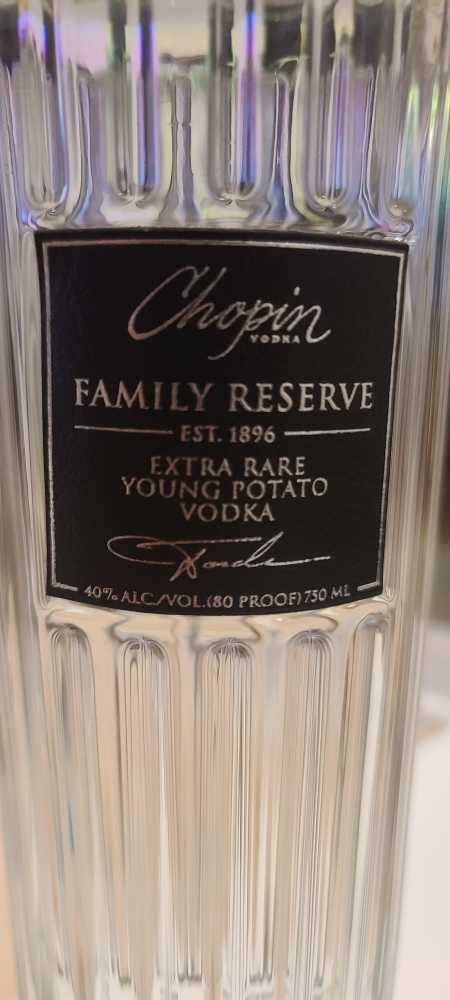 Chopin
VODKA
FAMILY RESERVE
EST. 1896
EXTRA RARE
YOUNG POTATO
VODKA
40% ALC/VOL.(80 PROOF) 750 ML